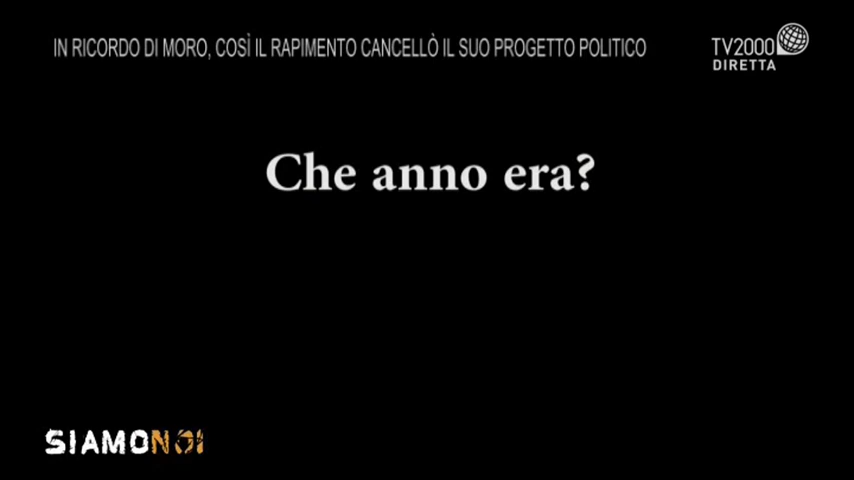 IN RICORDO DI MORO, COSÌ IL RAPIMENTO CANCELLÒ IL SUO PROGETTO POLITICO
TV2000
DIRETTA
Che anno era?
SIAMONOI